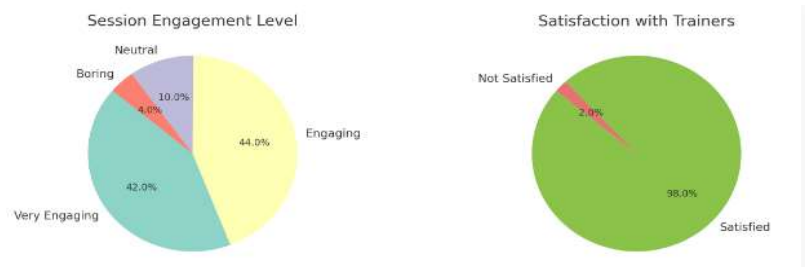 Session Engagement Level
Neutral
Boring
10.0%
4.0%
44.0%
Engaging
42.0%
Very Engaging
Satisfaction with Trainers
Not Satisfied
2.0%
98.0%
Satisfied